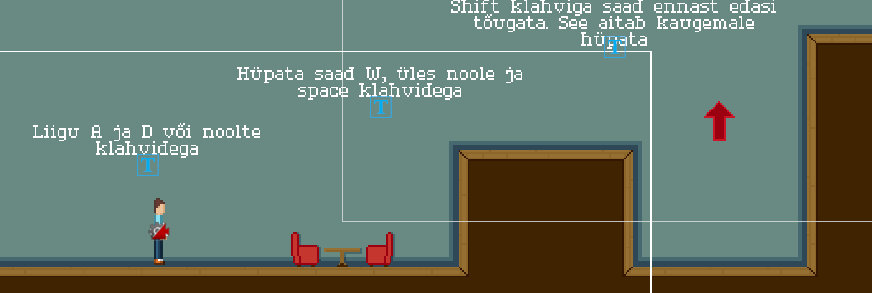 Shift klahviga saad ennast edasi
tõugata. See aitab kaugemale
hüpata
Hüpata saad W, üles noole ja
space klahvidega
Liigu A ja D või noolte
klahvidega
T
T
T